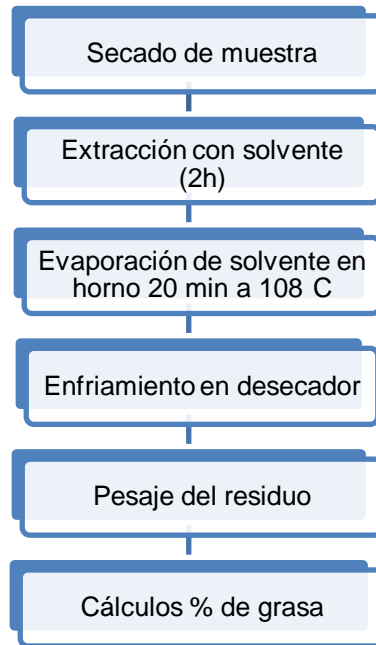 Secado de muestra
Extracción con solvente
(2h)
Evaporación de solvente en
horno 20 min a 108 C
Enfriamiento en desecador
Pesaje del residuo
Cálculos % de grasa